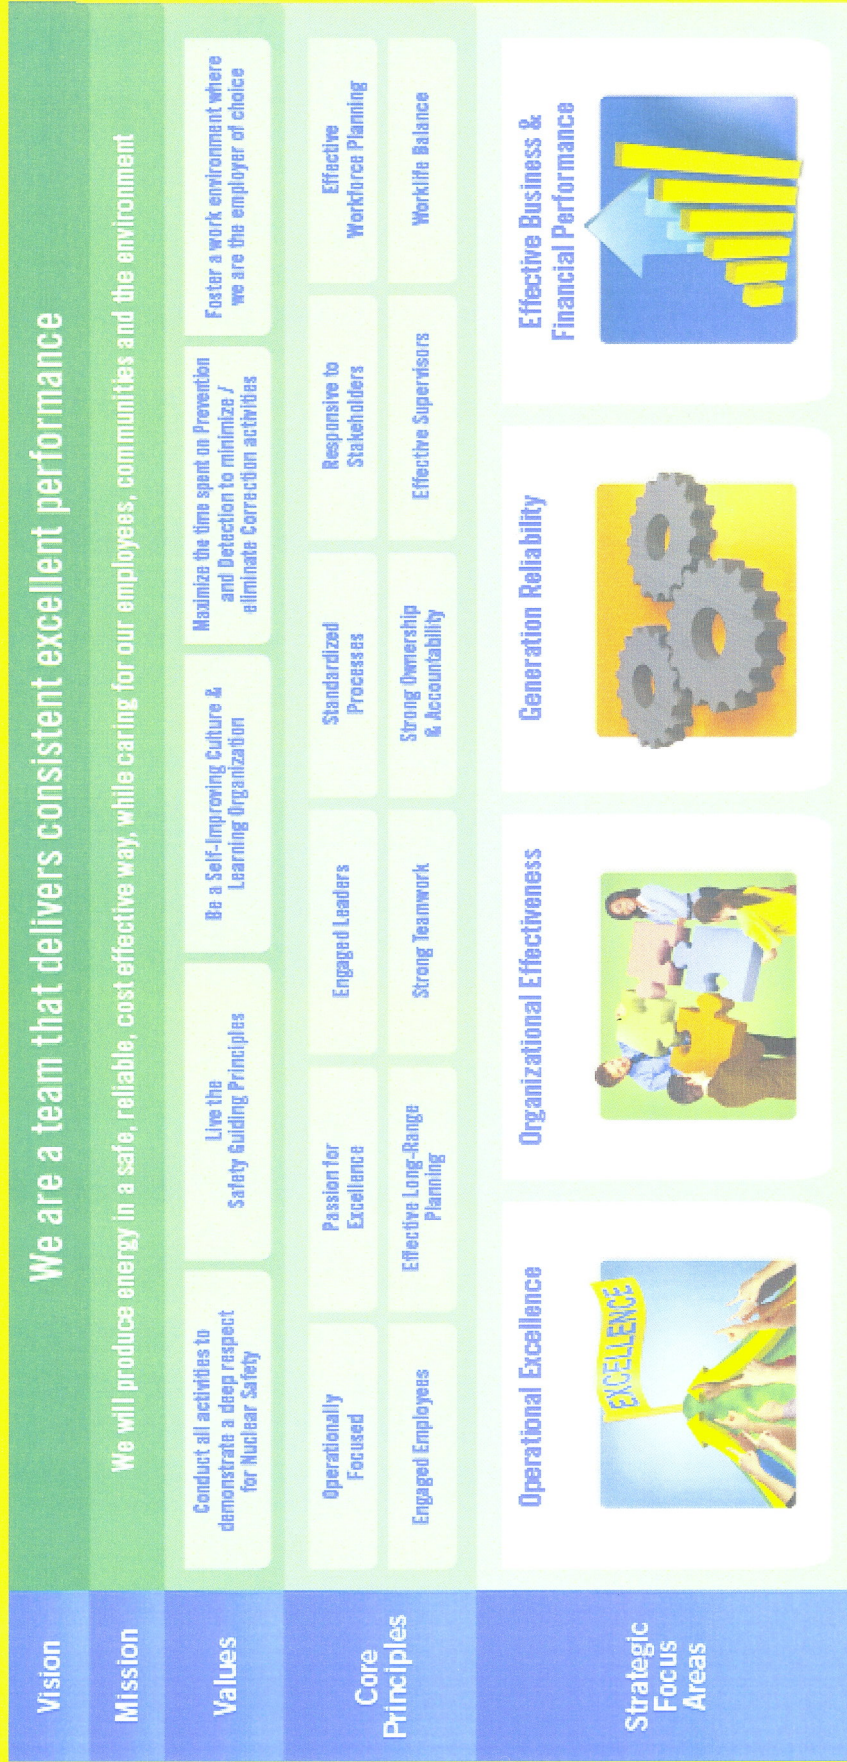 Vision
We are a team that delivers consistent excellent performance
Mission
We will produce energy in a safe, reliable, cost effective way, while caring for our employees, communities and the environment
Values
Conduct all activities to
demonstrate a deep respect
for Nuclear Safety
Live the
Safety Guiding Principles
Be a Self-Improving Culture &
Learning Organization
Maximize the time spent on Prevention
and Detection to minimize /
eliminate Correction activities
Foster a work environment where
we are the employer of choice
Core
Principles
Operationally
Focused
Passion for
Excellence
Engaged Leaders
Standardized
Processes
Responsive to
Stakeholders
Effective
Workforce Planning
Engaged Employees
Effective Long-Range
Planning
Strong Teamwork
Strong Ownership
& Accountability
Effective Supervisors
Worklife Balance
Strategic
Focus
Areas
Operational Excellence
EXCELLENCE
Organizational Effectiveness
Generation Reliability
Effective Business &
Financial Performance